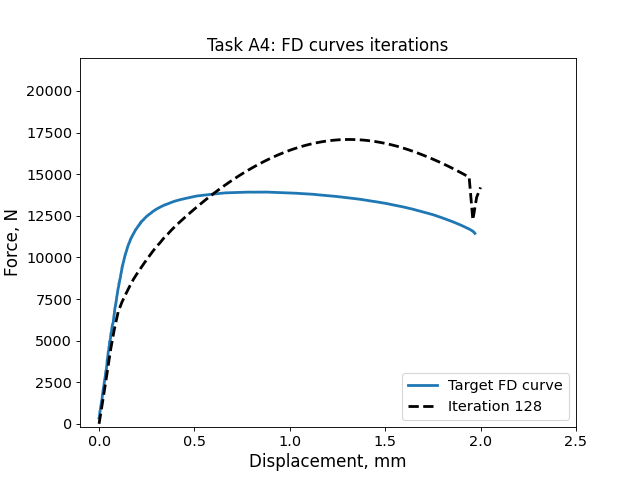 Task A4: FD curves iterations
Force, N
20000
17500
15000
12500
10000
7500
5000
2500
0
0.0 0.5 1.0 1.5 2.0 2.5
Displacement, mm
Target FD curve
Iteration 128